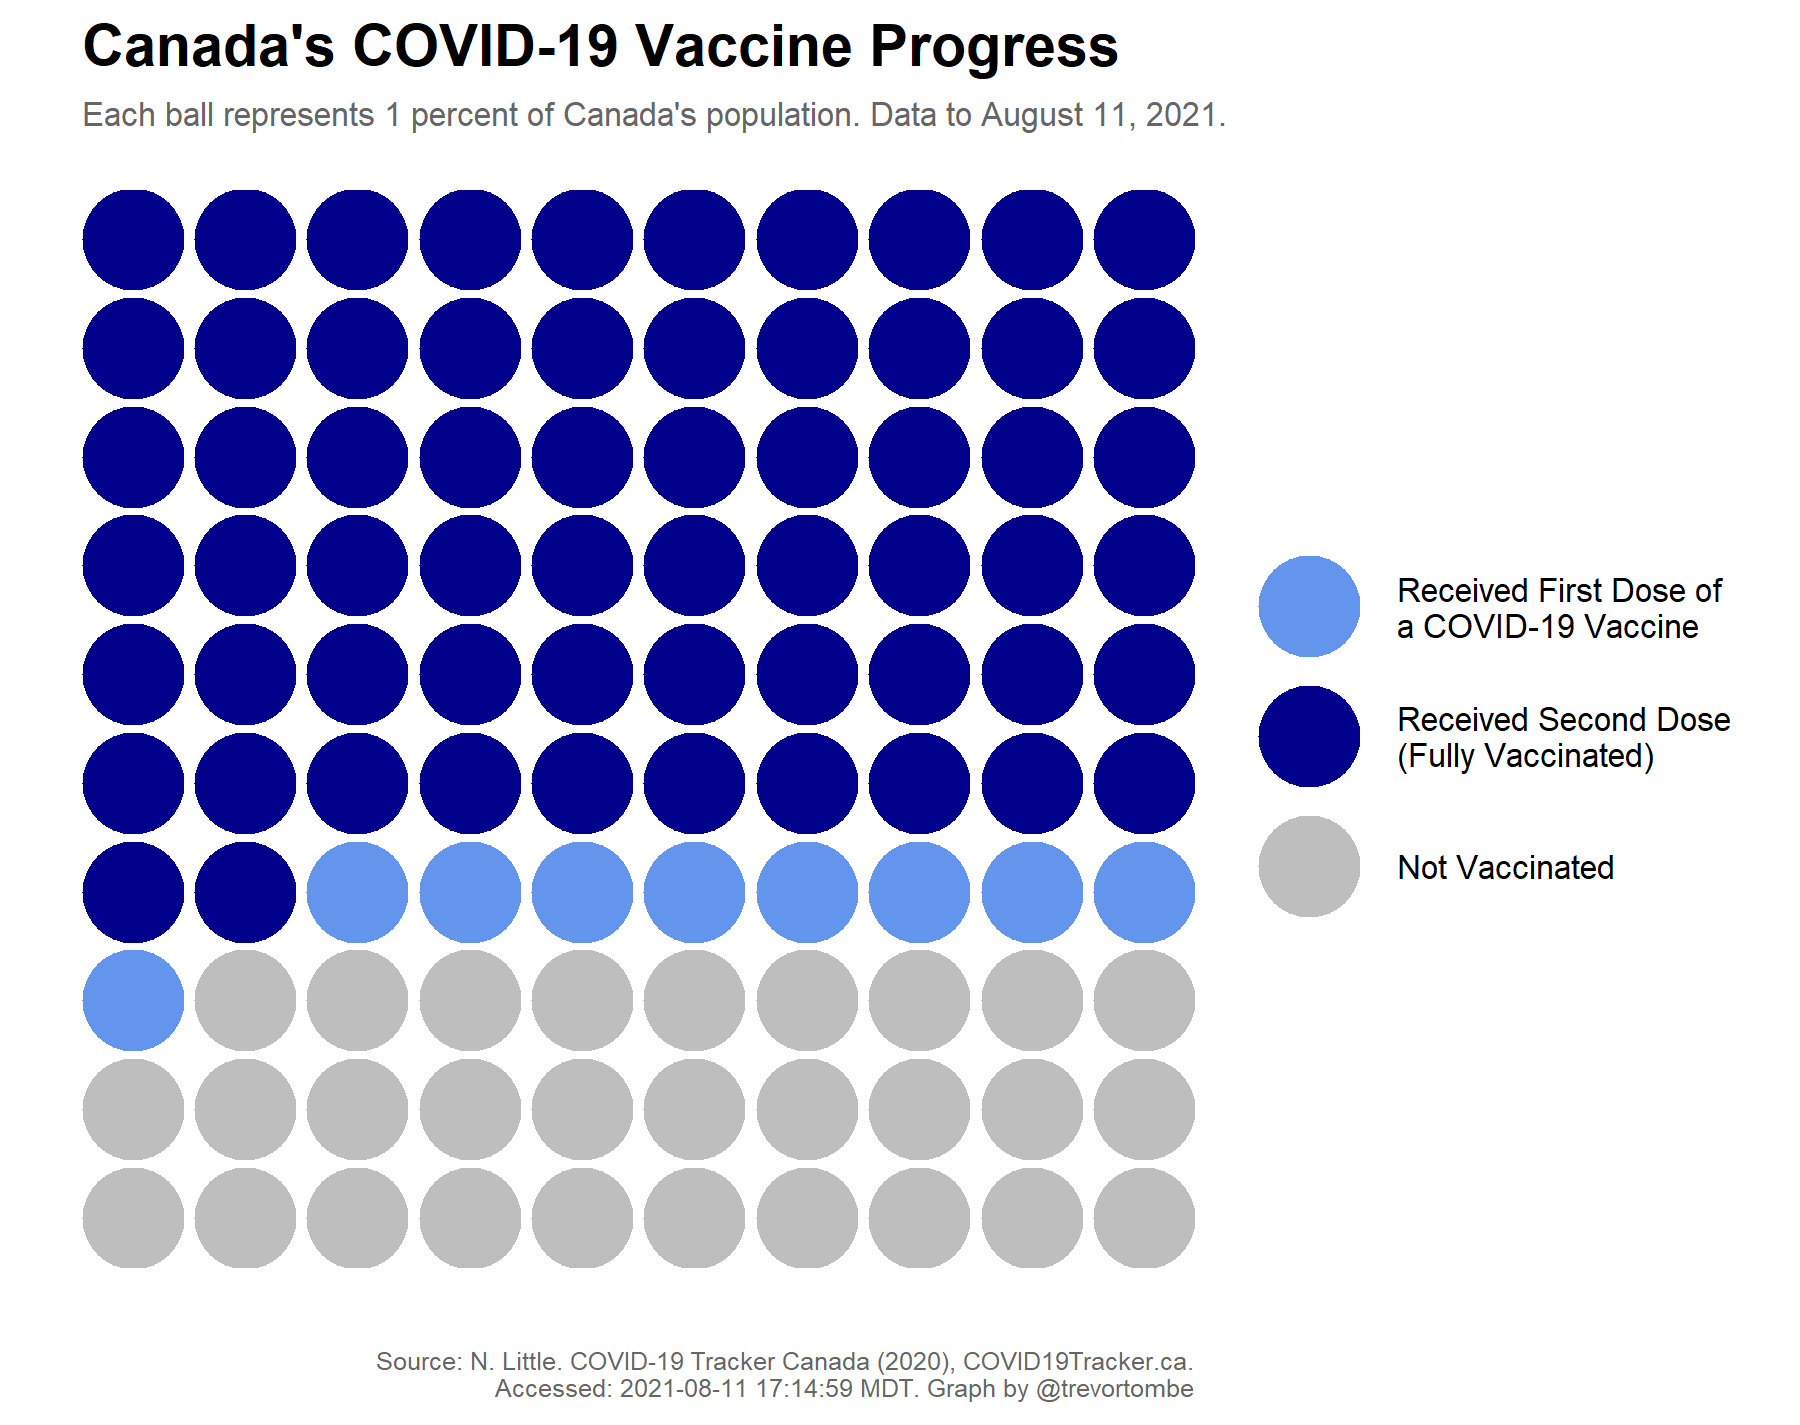 Canada's COVID-19 Vaccine Progress
Each ball represents 1 percent of Canada's population. Data to August 11, 2021.
Received First Dose of
a COVID-19 Vaccine
Received Second Dose
(Fully Vaccinated)
Not Vaccinated
Source: N. Little. COVID-19 Tracker Canada (2020), COVID19Tracker.ca.
Accessed: 2021-08-11 17:14:59 MDT. Graph by @trevortombe